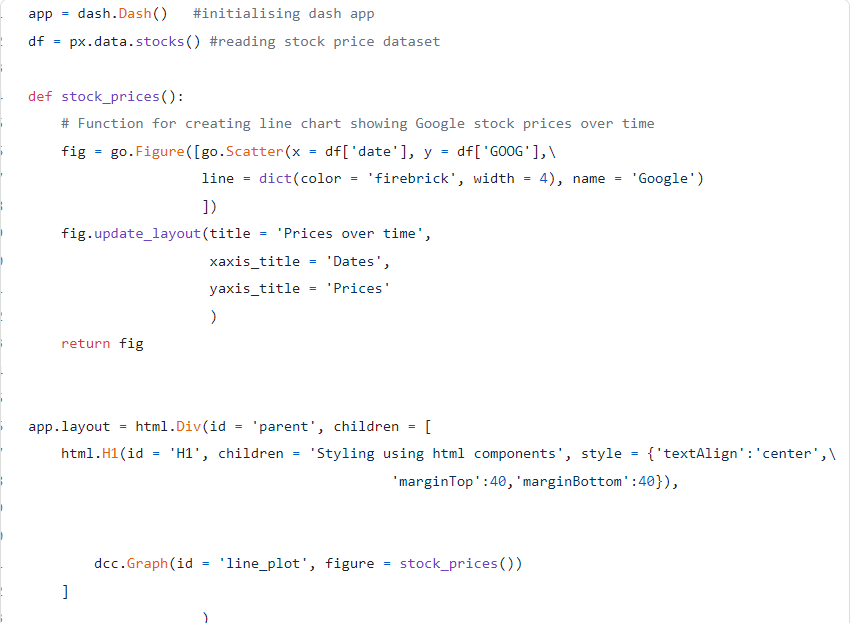 app = dash.Dash()   #initialising dash app
df = px.data.stocks() #reading stock price dataset
def stock_prices():
    # Function for creating line chart showing Google stock prices over time
    fig = go.Figure([go.Scatter(x = df['date'], y = df['GOOG'],\
                     line = dict(color = 'firebrick', width = 4), name = 'Google')
                     ])
    fig.update_layout(title = 'Prices over time',
                      xaxis_title = 'Dates',
                      yaxis_title = 'Prices'
                      )
    return fig
app.layout = html.Div(id = 'parent', children = [
    html.H1(id = 'H1', children = 'Styling using html components', style = {'textAlign':'center',\
                                            'marginTop':40,'marginBottom':40}),
        dcc.Graph(id = 'line_plot', figure = stock_prices())
    ]
                     )